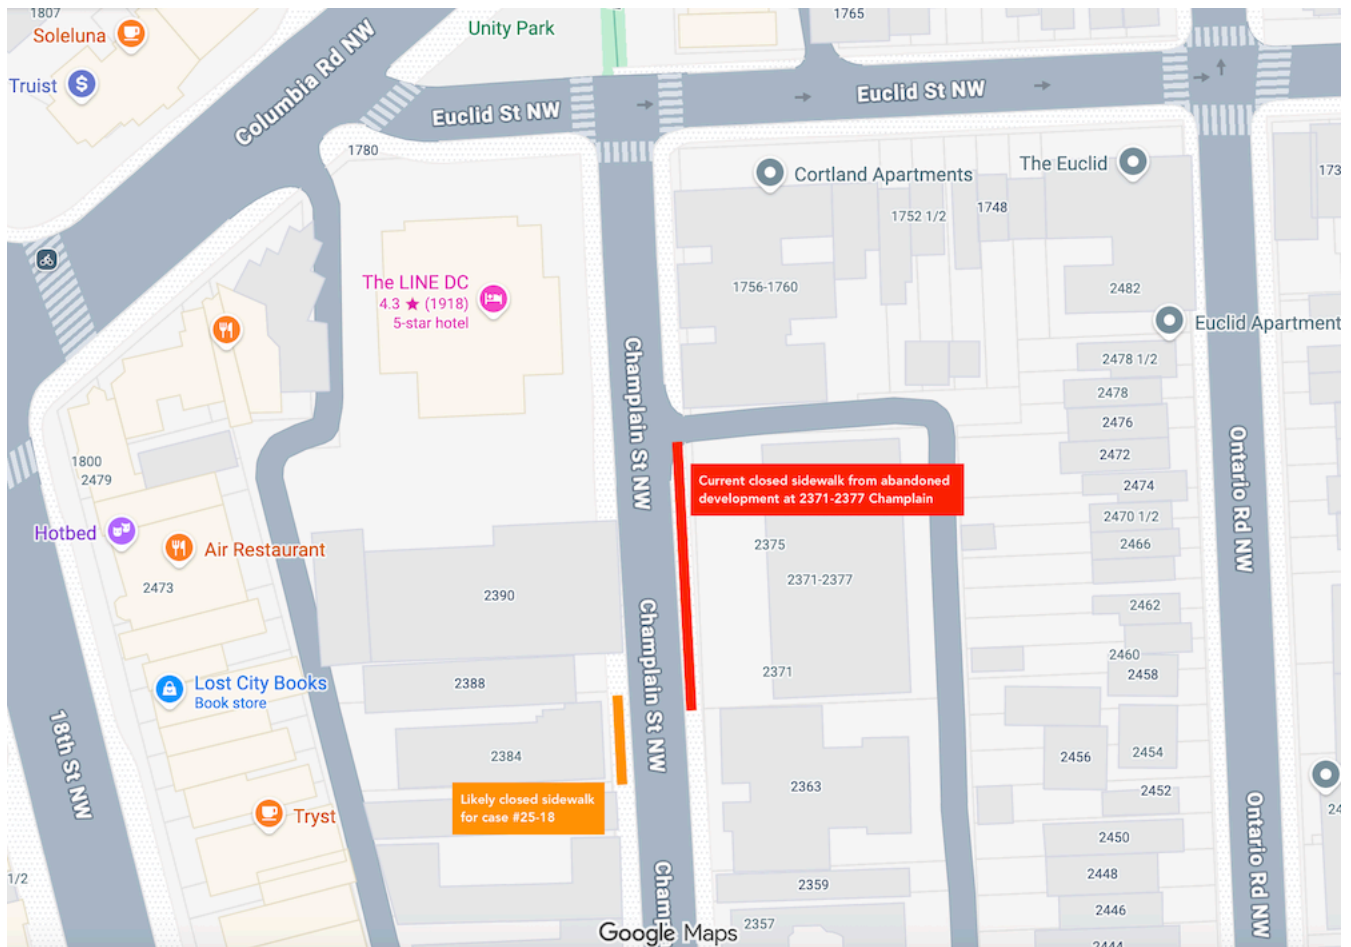 1807
Soleluna
Truist
Columbia Rd NW
Unity Park
1765
Euclid St NW
Euclid St NW
1780
Cortland Apartments
The Euclid
173
1752 1/2
1748
The LINE DC
4.3 ★ (1918)
5-star hotel
1756-1760
2482
Euclid Apartment
2478 1/2
2478
2476
2472
2474
2470 1/2
2466
2462
2460
2458
2456
2454
2452
2450
2448
2446
2444
24
Champlain St NW
Ontario Rd NW
1800
2479
Hotbed
Air Restaurant
2473
Current closed sidewalk from abandoned
development at 2371-2377 Champlain
2375
2371-2377
2371
2390
2388
2384
Champlain St NW
Lost City Books
Book store
18th St NW
Likely closed sidewalk
for case #25-18
Tryst
2363
2359
2357
Ontario Rd NW
Champ
1/2
Google Maps